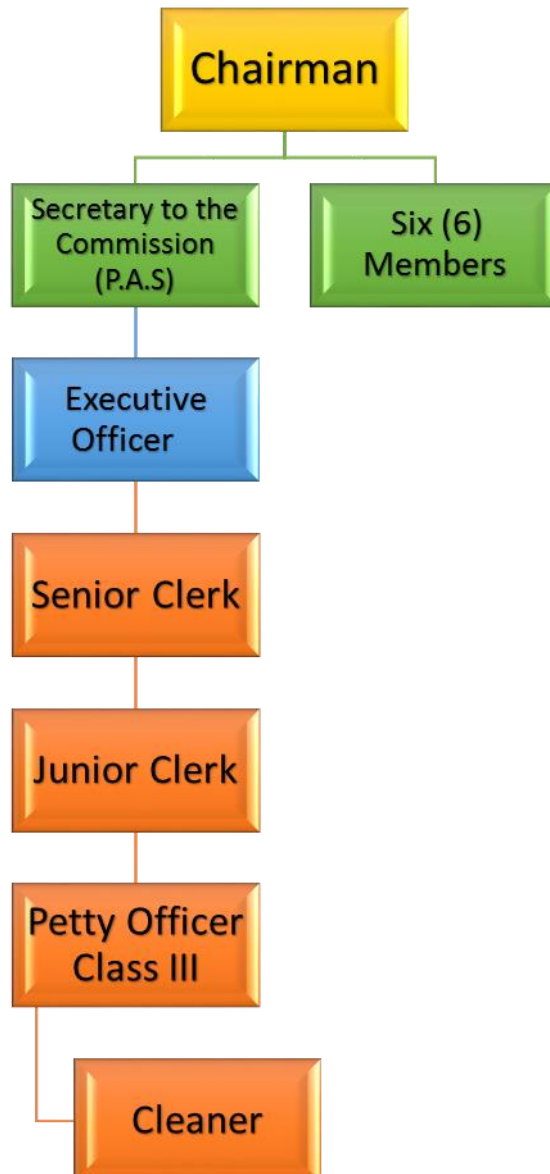 Chairman
Secretary to the
Commission
(P.A.S)
Six (6)
Members
Executive
Officer
Senior Clerk
Junior Clerk
Petty Officer
Class III
Cleaner